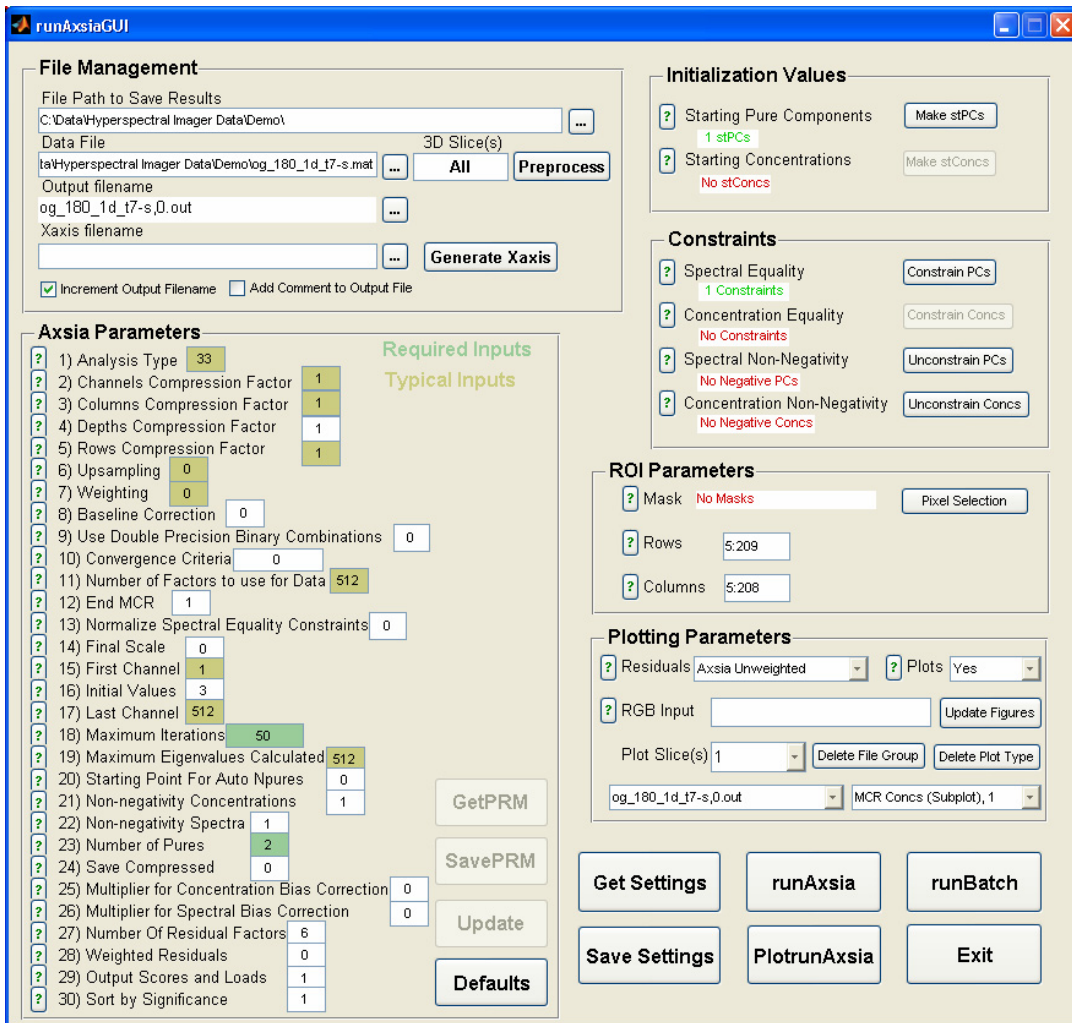 runAxsiaGUI
File Management
File Path to Save Results
C:\Data\Hyperspectral Imager Data\Demo\
...
Data File
3D Slice(s)
ta\Hyperspectral Imager Data\Demo\og_180_1d_t7-s.mat
...
All
Preprocess
Output filename
og_180_1d_t7-s,0.out
...
Xaxis filename
...
Generate Xaxis
Increment Output Filename
Add Comment to Output File
Axsia Parameters
Required Inputs
Typical Inputs
? 1) Analysis Type 33
? 2) Channels Compression Factor 1
? 3) Columns Compression Factor 1
? 4) Depths Compression Factor 1
? 5) Rows Compression Factor 1
? 6) Upsampling 0
? 7) Weighting 0
? 8) Baseline Correction 0
? 9) Use Double Precision Binary Combinations 0
? 10) Convergence Criteria 0
? 11) Number of Factors to use for Data 512
? 12) End MCR 1
? 13) Normalize Spectral Equality Constraints 0
? 14) Final Scale 0
? 15) First Channel 1
? 16) Initial Values 3
? 17) Last Channel 512
? 18) Maximum Iterations 50
? 19) Maximum Eigenvalues Calculated 512
? 20) Starting Point For Auto Npures 0
? 21) Non-negativity Concentrations 1
? 22) Non-negativity Spectra 1
? 23) Number of Pures 2
? 24) Save Compressed 0
? 25) Multiplier for Concentration Bias Correction 0
? 26) Multiplier for Spectral Bias Correction 0
? 27) Number Of Residual Factors 6
? 28) Weighted Residuals 0
? 29) Output Scores and Loads 1
? 30) Sort by Significance 1
GetPRM
SavePRM
Update
Defaults
Initialization Values
? Starting Pure Components Make stPCs
1 stPCs
? Starting Concentrations Make stConcs
No stConcs
Constraints
? Spectral Equality Constrain PCs
1 Constraints
? Concentration Equality Constrain Concs
No Constraints
? Spectral Non-Negativity Unconstrain PCs
No Negative PCs
? Concentration Non-Negativity Unconstrain Concs
No Negative Concs
ROI Parameters
? Mask No Masks Pixel Selection
? Rows 5:209
? Columns 5:208
Plotting Parameters
? Residuals Axsia Unweighted ? Plots Yes
? RGB Input Update Figures
Plot Slice(s) 1 Delete File Group Delete Plot Type
og_180_1d_t7-s,0.out MCR Concs (Subplot), 1
Get Settings runAxsia runBatch
Save Settings PlotrunAxsia Exit